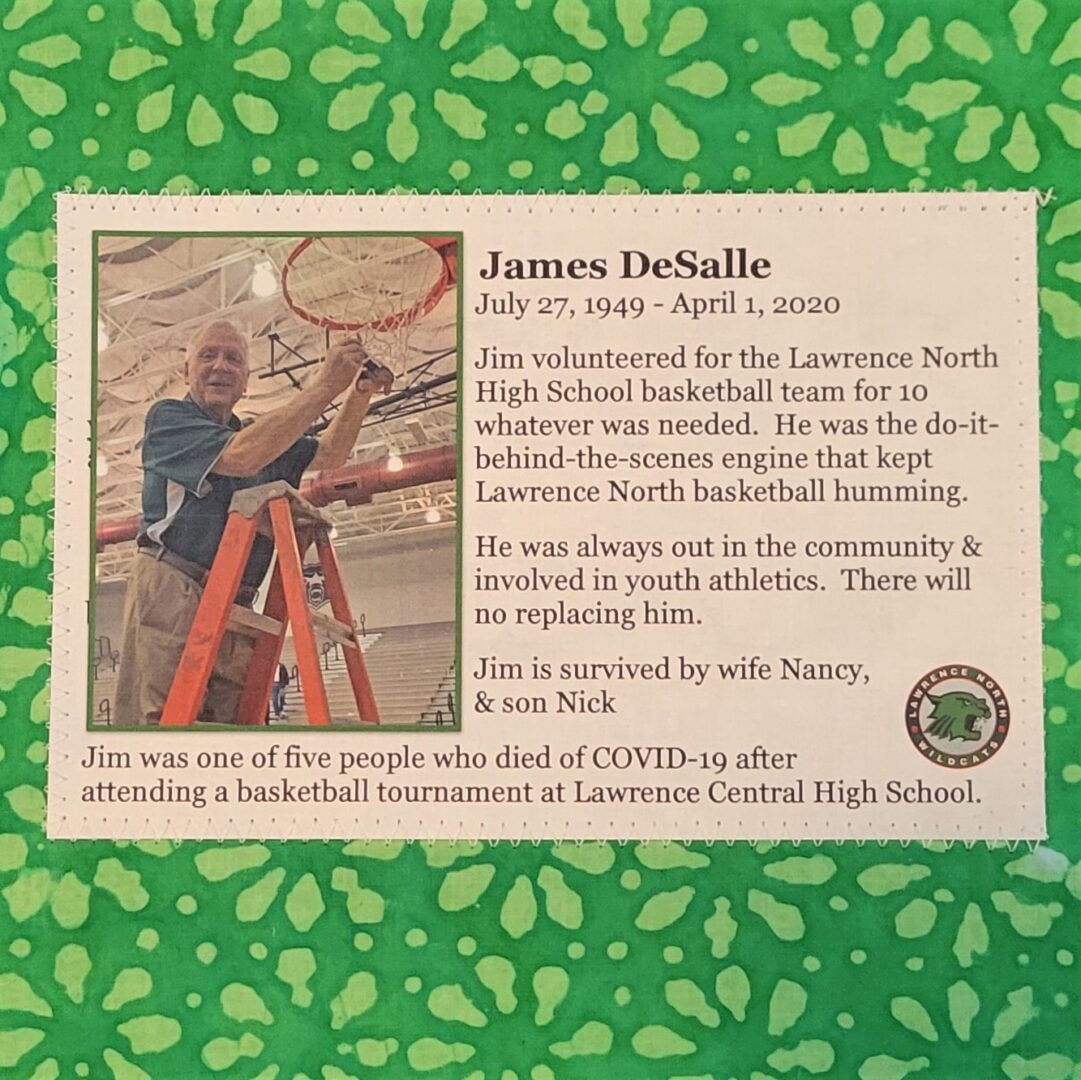 James DeSalle
July 27, 1949 - April 1, 2020
Jim volunteered for the Lawrence North
High School basketball team for 10
whatever was needed. He was the do-it-
behind-the-scenes engine that kept
Lawrence North basketball humming.
He was always out in the community &
involved in youth athletics. There will
no replacing him.
Jim is survived by wife Nancy,
& son Nick
LAWRENCE NORTH
WILDCATS
Jim was one of five people who died of COVID-19 after
attending a basketball tournament at Lawrence Central High School.